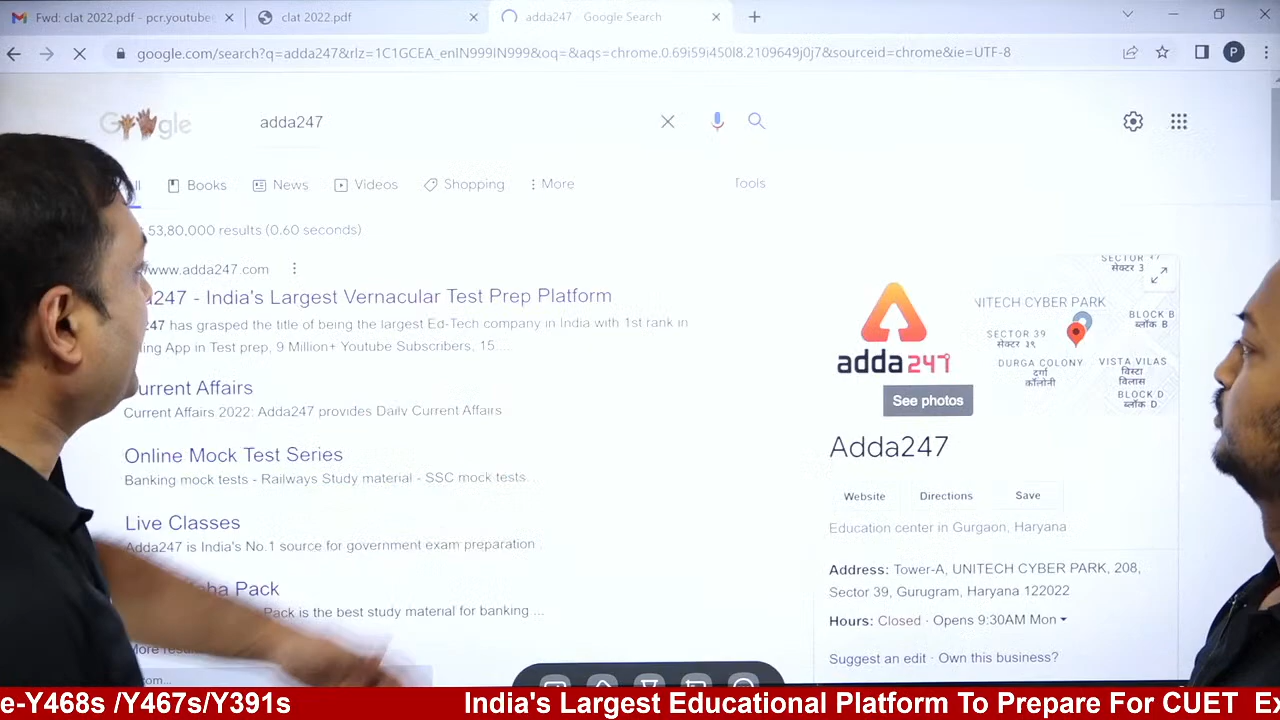 Fwd: clat 2022.pdf - pcr.youtube
clat 2022.pdf
adda247 - Google Search
google.com/search?q=adda247&rlz=1C1GCEA_enIN999IN999&oq=&aqs=chrome.0.69i59i450l8.2109649j0j7&sourceid=chrome&ie=UTF-8
P
adda247
Books
News
Videos
Shopping
More
Tools
53,80,000 results (0.60 seconds)
www.adda247.com
247 - India's Largest Vernacular Test Prep Platform
247 has grasped the title of being the largest Ed-Tech company in India with 1st rank in
App in Test prep, 9 Million+ Youtube Subscribers, 15....
Current Affairs
Current Affairs 2022: Adda247 provides Daily Current Affairs
Online Mock Test Series
Banking mock tests - Railways Study material - SSC mock tests.
Live Classes
Adda247 is India's No.1 source for government exam preparation
Pack
Pack is the best study material for banking ...
More
SECTOR
सेक्टर 3
UNITECH CYBER PARK
SECTOR 39
सेक्टर ३९
BLOCK B
ब्लॉक B
DURGA COLONY
दुर्गा
कॉलोनी
VISTA VILAS
विस्टा
विलास
BLOCK D
ब्लॉक D
adda247
See photos
Adda247
Website
Directions
Save
Education center in Gurgaon, Haryana
Address: Tower-A, UNITECH CYBER PARK, 208,
Sector 39, Gurugram, Haryana 122022
Hours: Closed · Opens 9:30AM Mon
Suggest an edit · Own this business?
e-Y468s /Y467s/Y391s
India's Largest Educational Platform To Prepare For CUET Ex